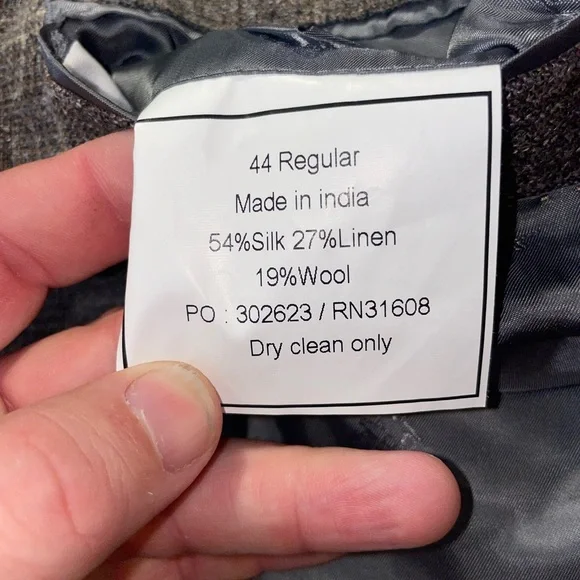 44 Regular
Made in india
54%Silk 27%Linen
19%Wool
PO : 302623 / RN31608
Dry clean only